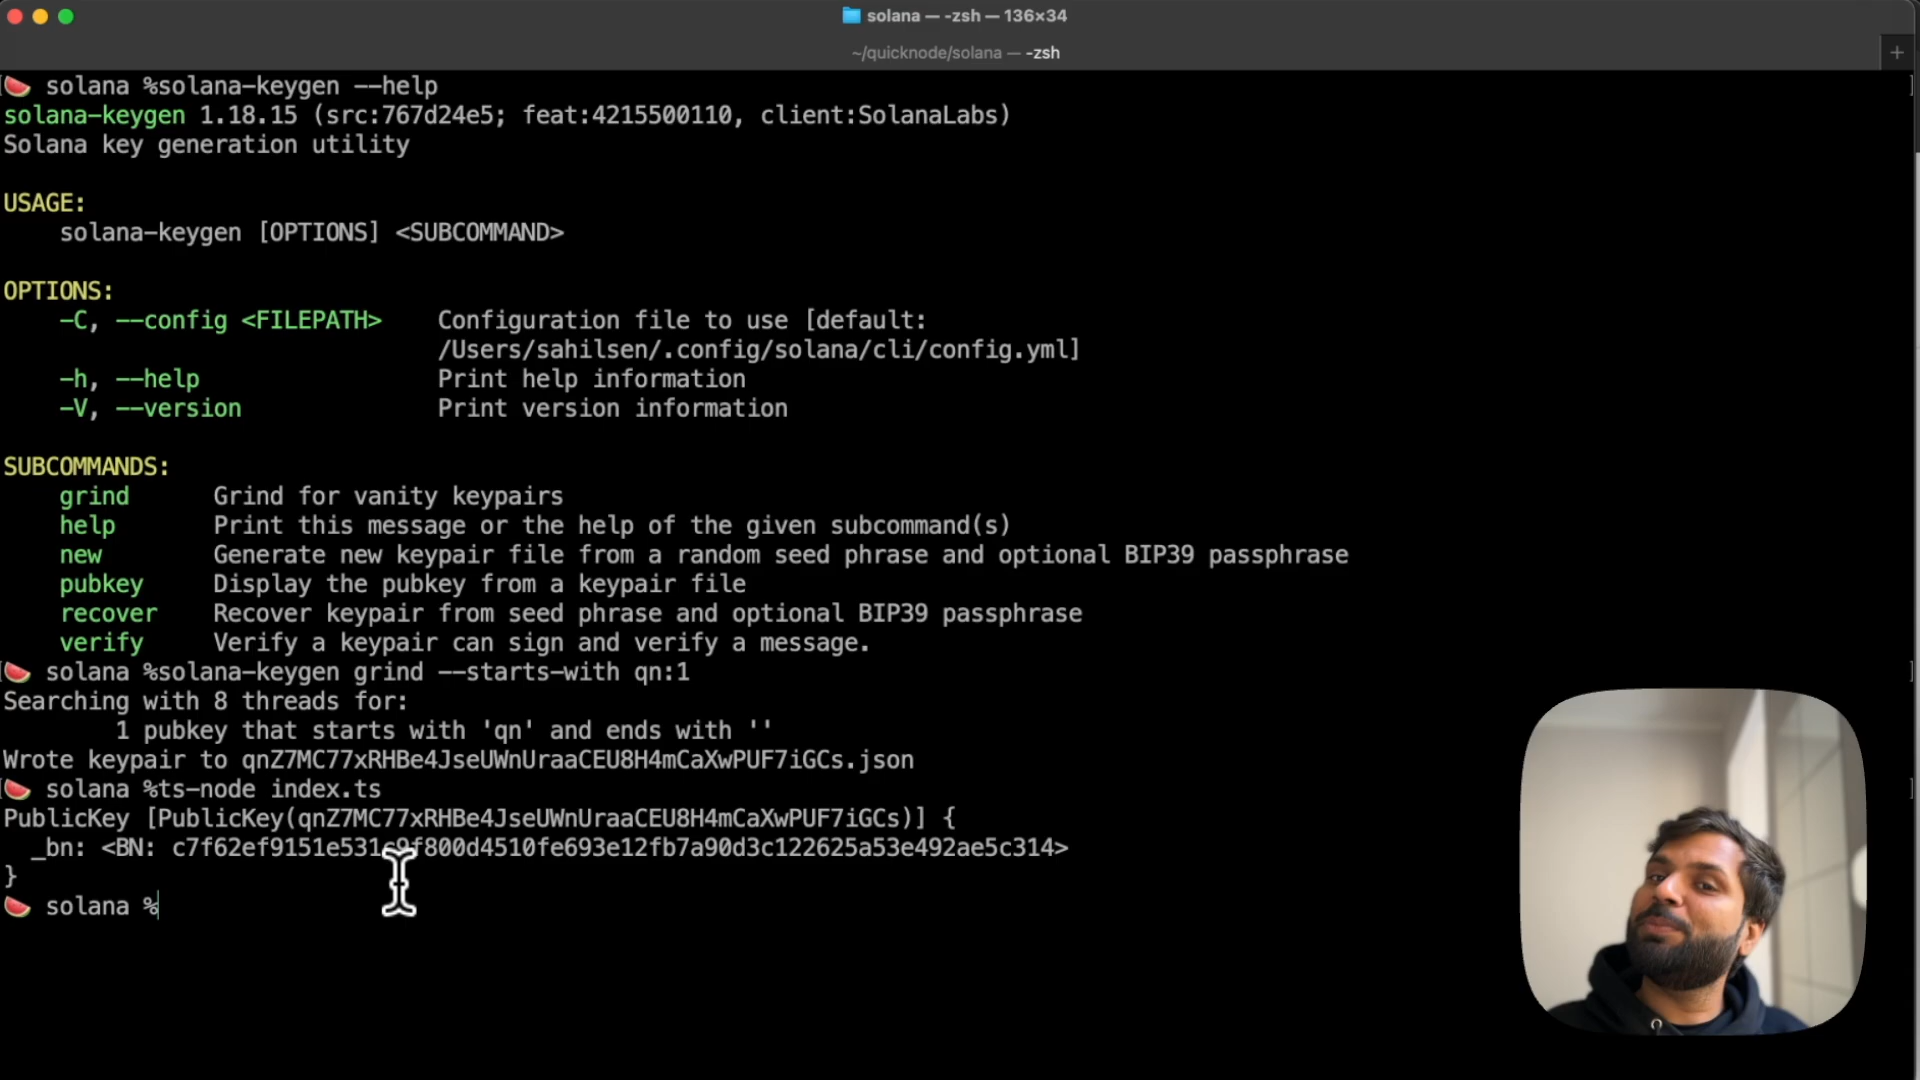 solana — -zsh — 136×34
~/quicknode/solana — -zsh
+
solana %solana-keygen --help
solana-keygen 1.18.15 (src:767d24e5; feat:4215500110, client:SolanaLabs)
Solana key generation utility
USAGE:
solana-keygen [OPTIONS] <SUBCOMMAND>
OPTIONS:
-C, --config <FILEPATH> Configuration file to use [default:
/Users/sahilsen/.config/solana/cli/config.yml]
-h, --help Print help information
-V, --version Print version information
SUBCOMMANDS:
grind Grind for vanity keypairs
help Print this message or the help of the given subcommand(s)
new Generate new keypair file from a random seed phrase and optional BIP39 passphrase
pubkey Display the pubkey from a keypair file
recover Recover keypair from seed phrase and optional BIP39 passphrase
verify Verify a keypair can sign and verify a message.
solana %solana-keygen grind --starts-with qn:1
Searching with 8 threads for:
1 pubkey that starts with 'qn' and ends with ''
Wrote keypair to qnZ7MC77xRHBe4JseUWnUraaCEU8H4mCaXwPUF7iGCs.json
solana %ts-node index.ts
PublicKey [PublicKey(qnZ7MC77xRHBe4JseUWnUraaCEU8H4mCaXwPUF7iGCs)] {
_bn: <BN: c7f62ef9151e531c9f800d4510fe693e12fb7a90d3c122625a53e492ae5c314>
}
solana %